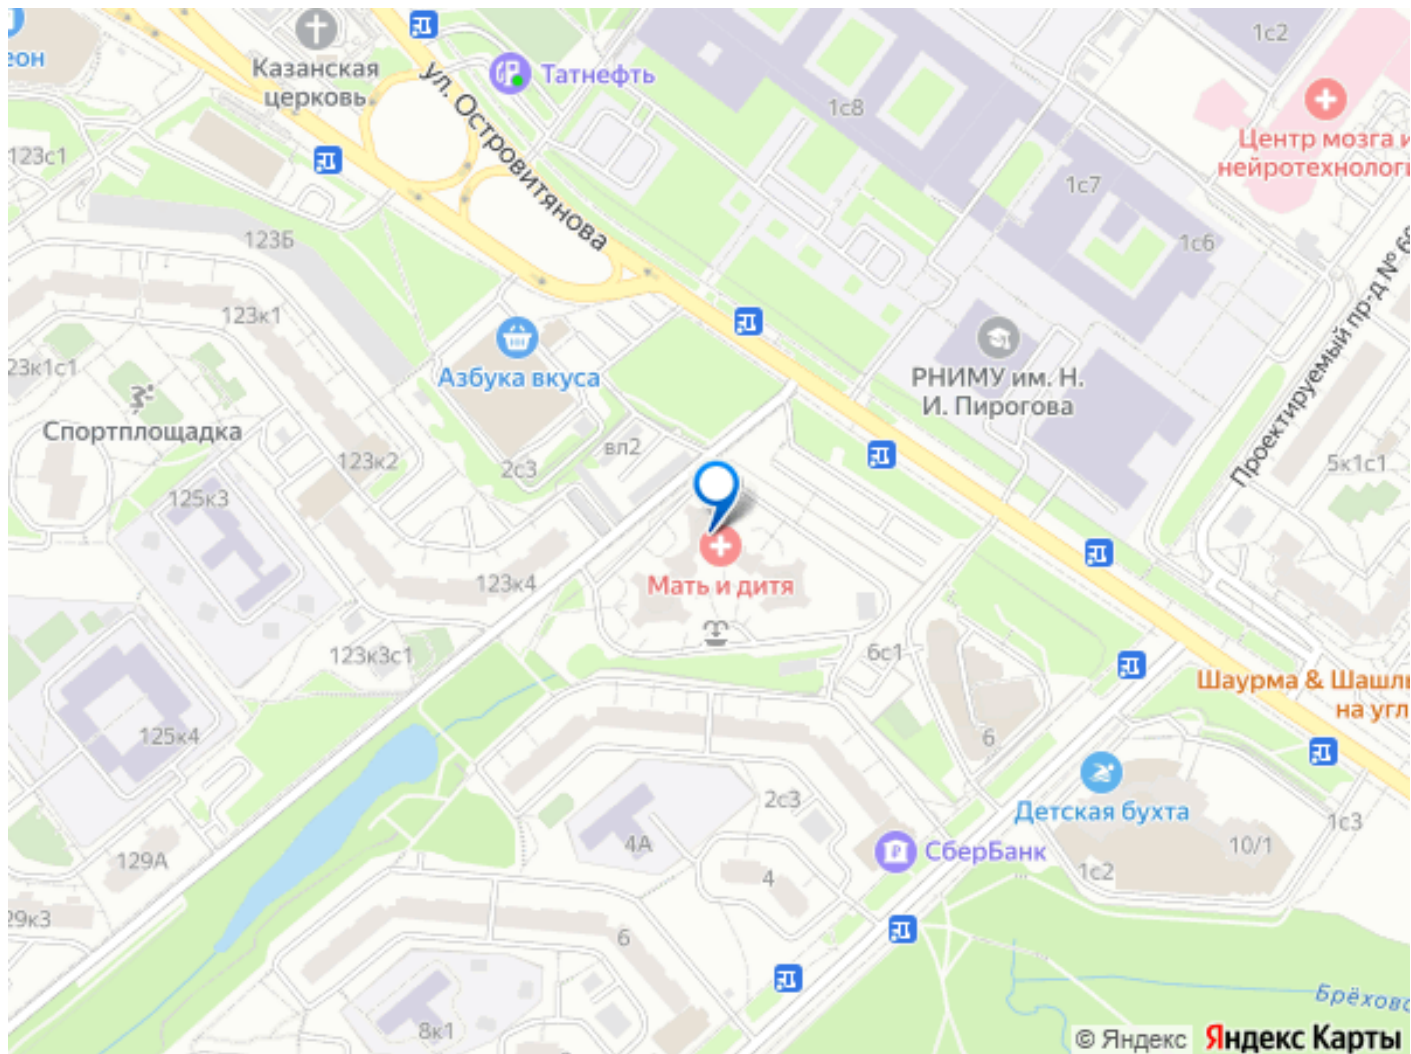 1с2
еон
Казанская
церковь
Татнефть
ул. Островитянова
1с8
Центр мозга и
нейротехнологи
123с1
1с7
123Б
1с6
123к1
Азбука вкуса
РНИМУ им. Н.
И. Пирогова
Проектируемый пр-д №
23к1с1
Спортплощадка
вл2
123к2
2с3
5к1с1
125к3
Мать и дитя
123к4
123к3с1
6с1
Шаурма & Шашлы
на угл
125к4
6
2с3
Детская бухта
4А
СберБанк
10/1
1с3
129А
1с2
4
29к3
6
8к1
Брёхово
© Яндекс
Яндекс Карты